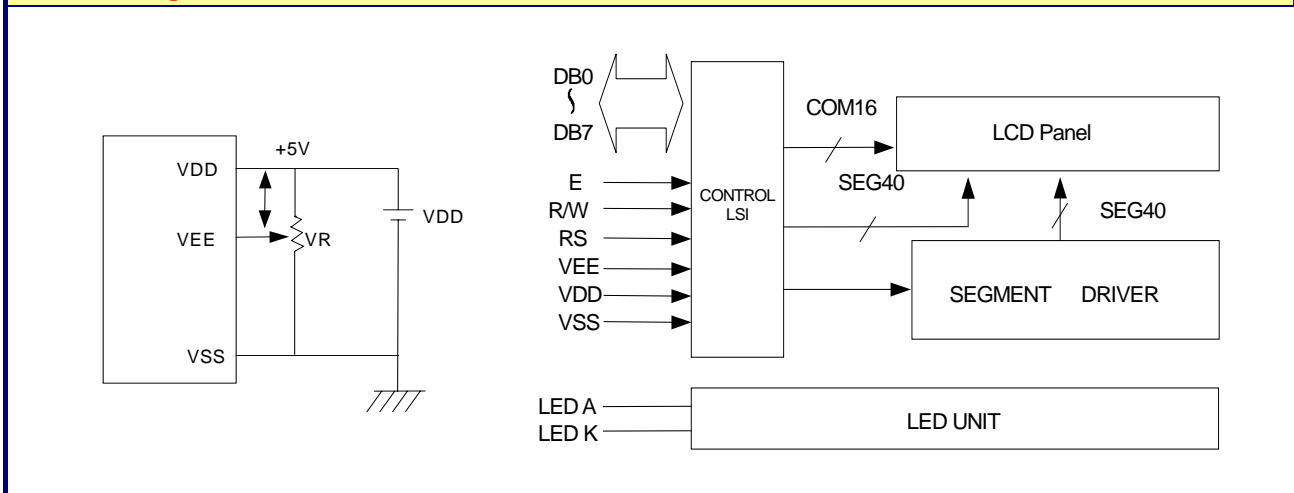 VDD
+5V
VEE
VR
VDD
VSS
DB0
DB7
E
R/W
RS
VEE
VDD
VSS
CONTROL
LSI
COM16
SEG40
LCD Panel
SEG40
SEGMENT DRIVER
LED A
LED K
LED UNIT